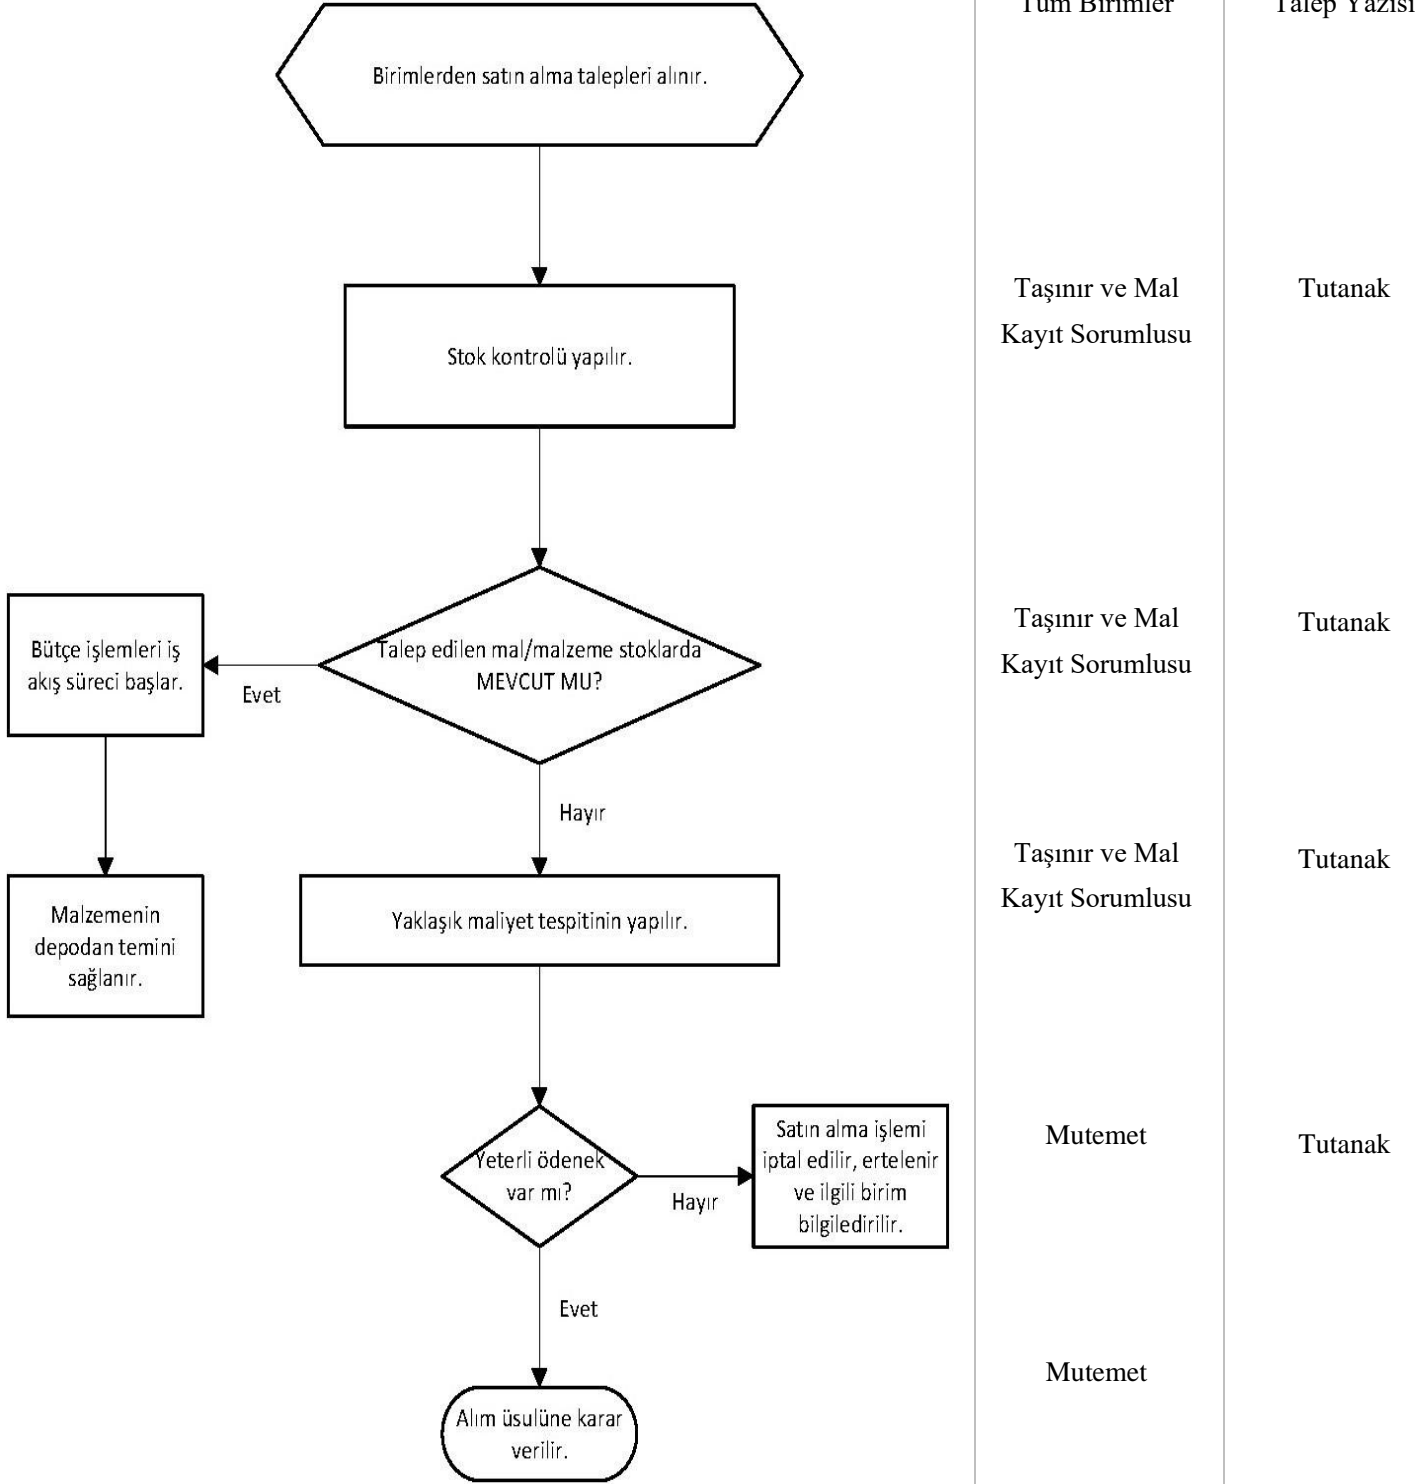 Tüm Birimler
Talep Yazısı
Birimlerden satın alma talepleri alınır.
Taşınır ve Mal
Kayıt Sorumlusu
Tutanak
Stok kontrolü yapılır.
Taşınır ve Mal
Kayıt Sorumlusu
Tutanak
Bütçe işlemleri iş
akış süreci başlar.
Evet
Talep edilen mal/malzeme stoklarda
MEVCUT MU?
Hayır
Taşınır ve Mal
Kayıt Sorumlusu
Tutanak
Malzemenin
depodan temini
sağlanır.
Yaklaşık maliyet tespitinin yapılır.
Mutemet
Tutanak
Yeterli ödenek
var mı?
Hayır
Satın alma işlemi
iptal edilir, ertelenir
ve ilgili birim
bilgiledirilir.
Evet
Mutemet
Alım üsulüne karar
verilir.